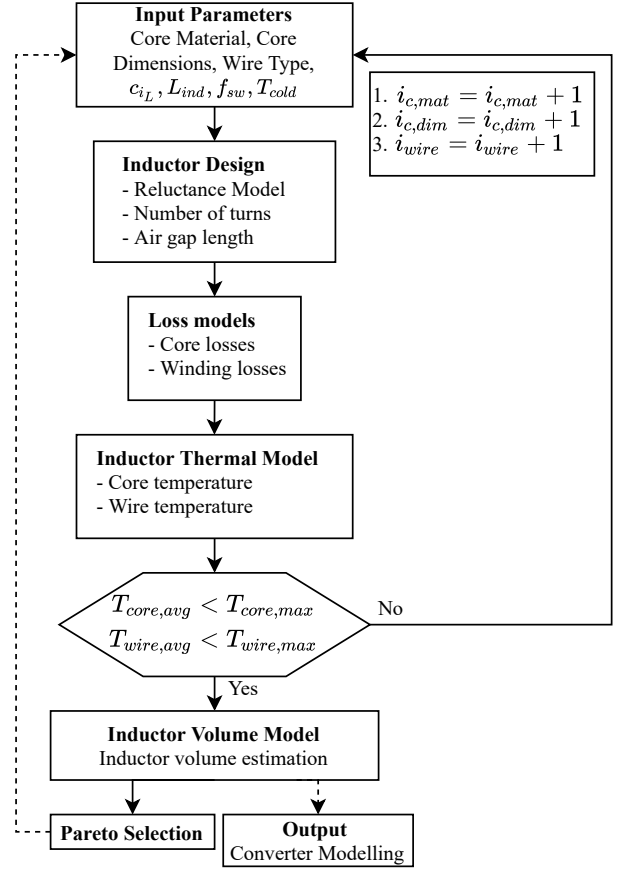 Input Parameters
Core Material, Core
Dimensions, Wire Type,
$c_{i_L}, L_{ind}, f_{sw}, T_{cold}$
1. $i_{c,mat} = i_{c,mat} + 1$
2. $i_{c,dim} = i_{c,dim} + 1$
3. $i_{wire} = i_{wire} + 1$
Inductor Design
- Reluctance Model
- Number of turns
- Air gap length
Loss models
- Core losses
- Winding losses
Inductor Thermal Model
- Core temperature
- Wire temperature
$T_{core,avg} < T_{core,max}$
$T_{wire,avg} < T_{wire,max}$
No
Yes
Inductor Volume Model
Inductor volume estimation
Pareto Selection
Output
Converter Modelling